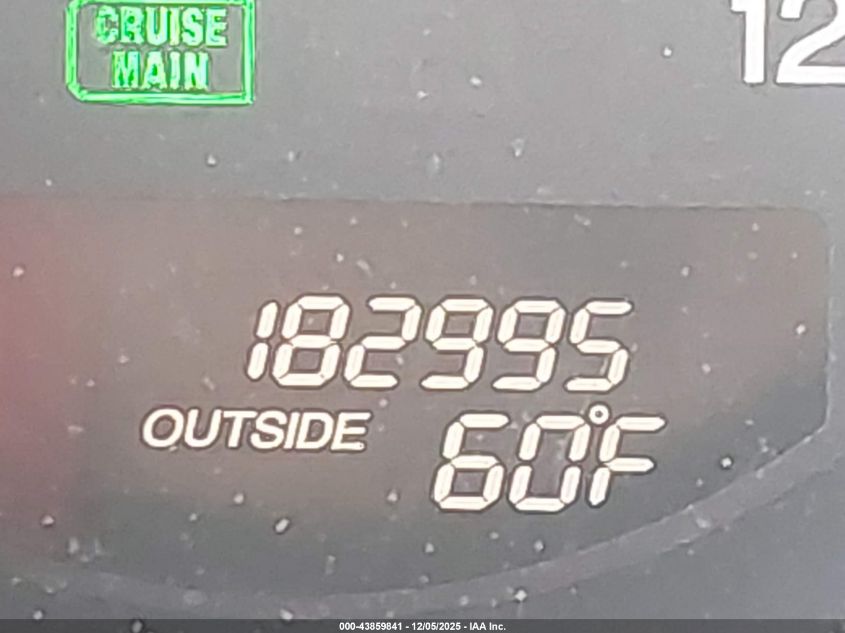 CRUISE
MAIN
12
182995
OUTSIDE 60°F
000-43859841 - 12/05/2025 - IAA Inc.